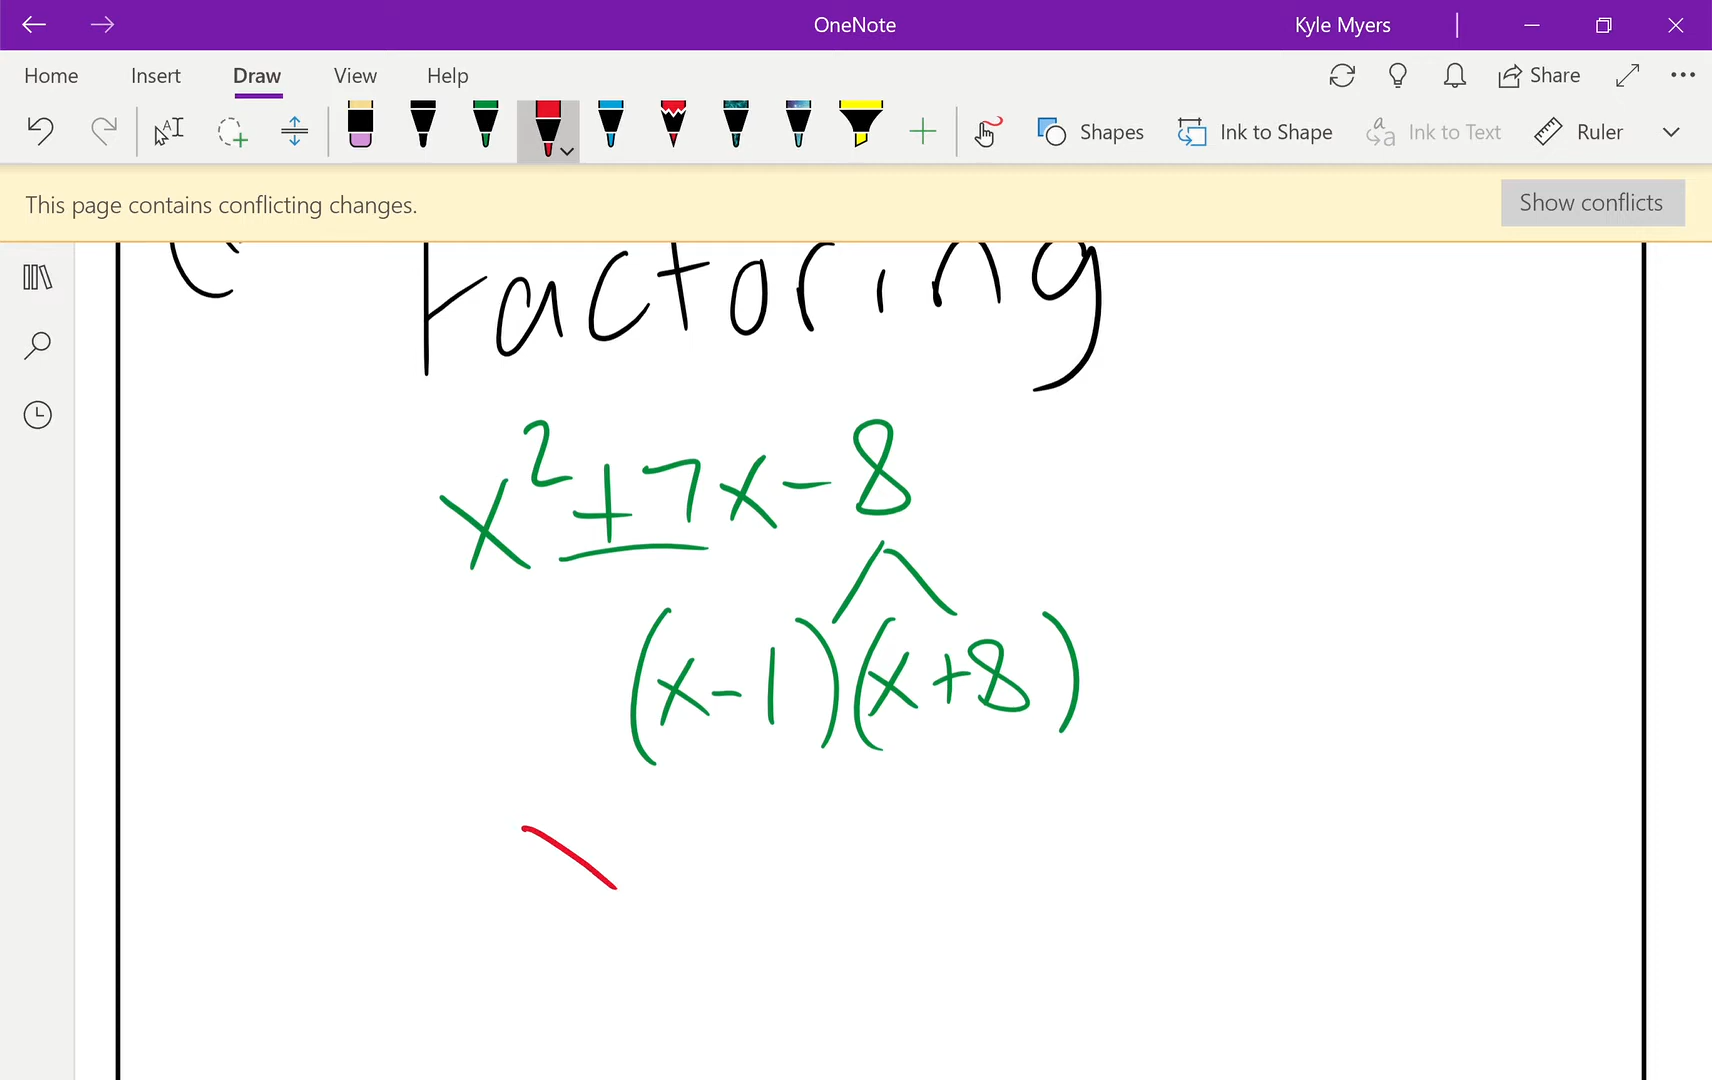 OneNote
Kyle Myers
Home Insert Draw View Help
Share
Shapes Ink to Shape Ink to Text Ruler
This page contains conflicting changes.
Show conflicts
Factoring
x²+7x-8
(x-1)(x+8)